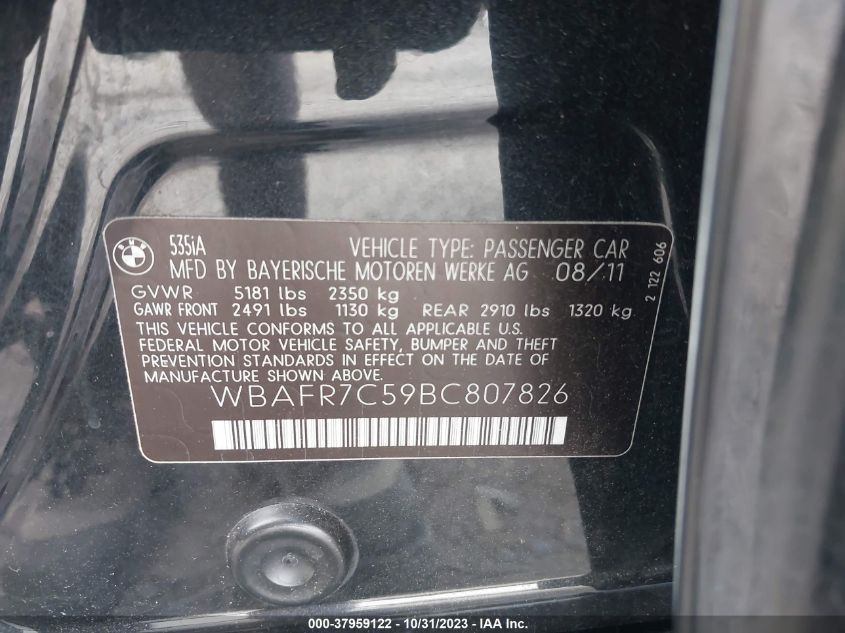 BMW
535iA
VEHICLE TYPE: PASSENGER CAR
MFD BY BAYERISCHE MOTOREN WERKE AG 08/11
GVWR 5181 lbs 2350 kg
GAWR FRONT 2491 lbs 1130 kg REAR 2910 lbs 1320 kg
THIS VEHICLE CONFORMS TO ALL APPLICABLE U.S.
FEDERAL MOTOR VEHICLE SAFETY, BUMPER AND THEFT
PREVENTION STANDARDS IN EFFECT ON THE DATE OF
MANUFACTURE SHOWN ABOVE.
WBAFR7C59BC807826
2 122 606
000-37959122 - 10/31/2023 - IAA Inc.